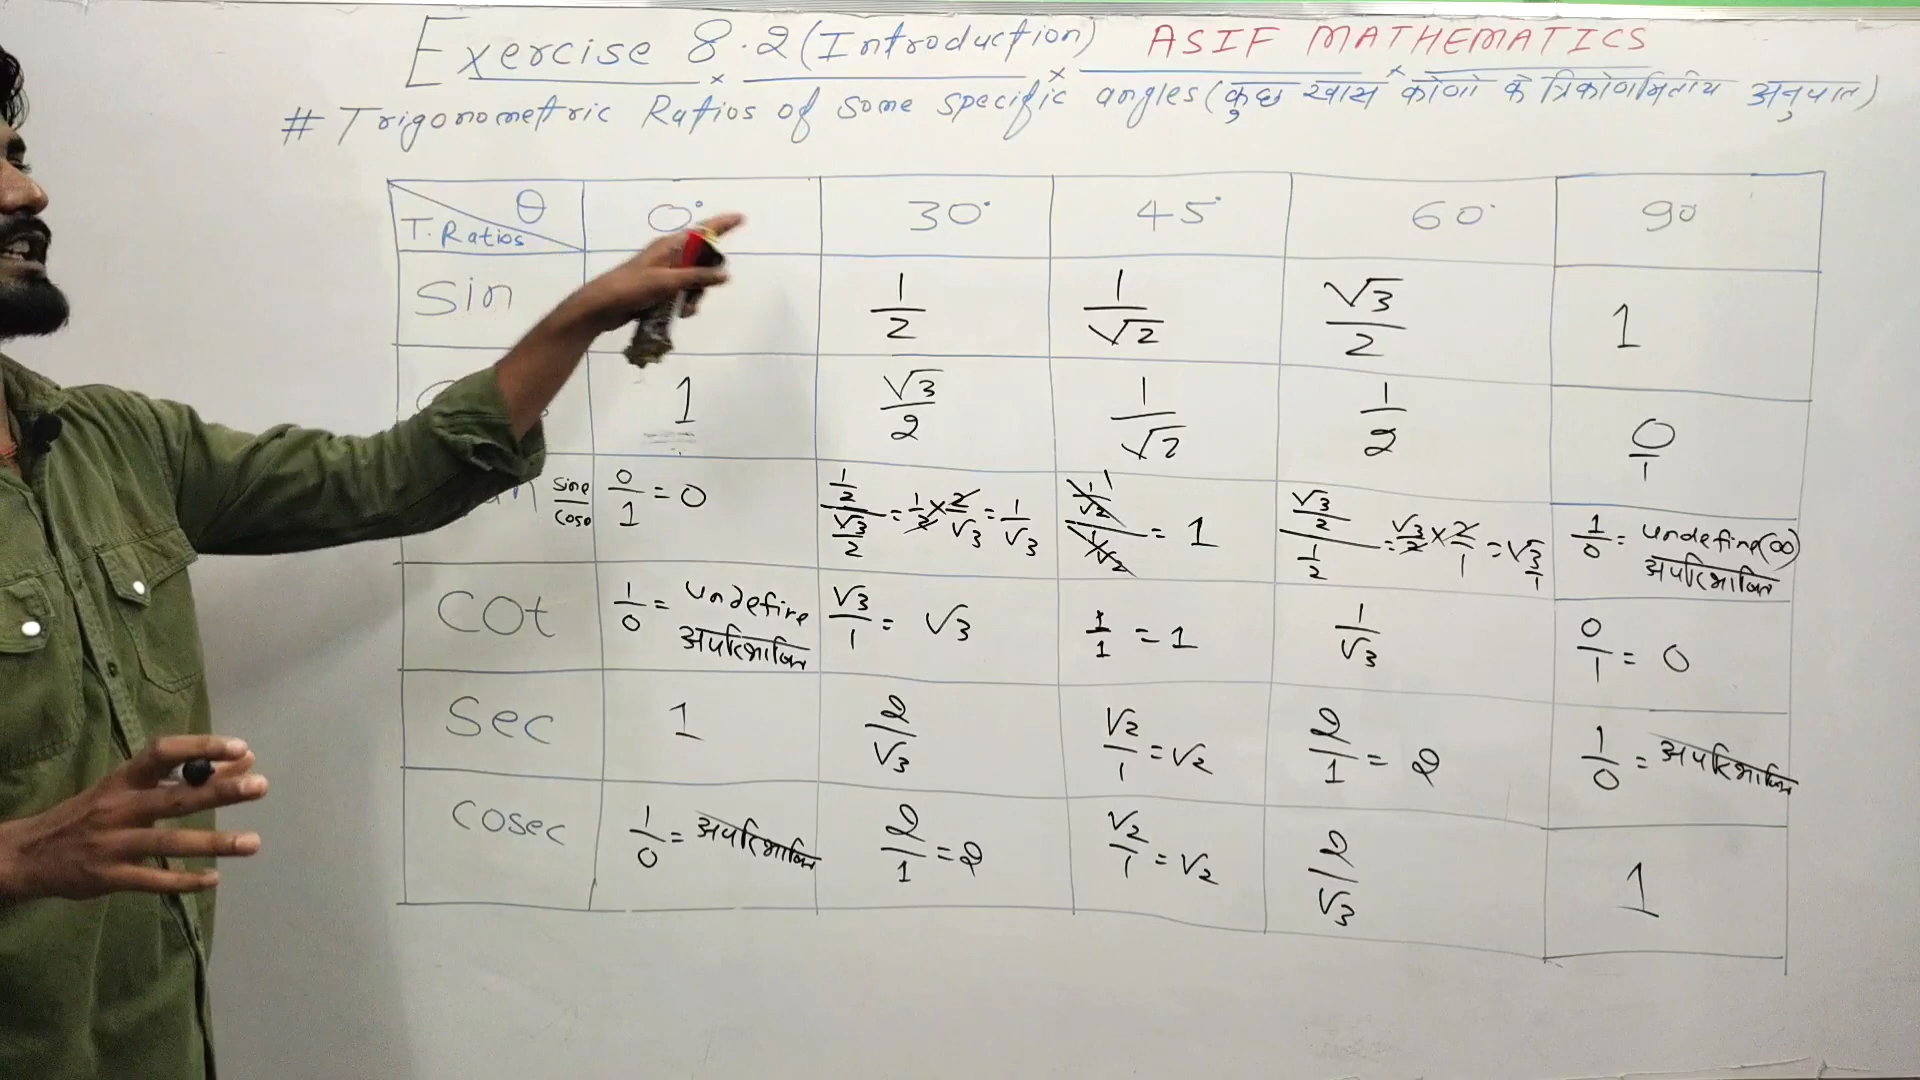 Exercise 8.2 (Introduction) ASIF MATHEMATICS
# Trigonometric Ratios of some specific angles (कुछ खास कोणो के त्रिकोणमितीय अनुपात)
θ T. Ratios 0° 30° 45° 60° 90
Sin 1/2 1/√2 √3/2 1
1 √3/2 1/√2 1/2 0/1
sinθ/cosθ 0/1 = 0 1/2/√3/2 = 1/2 × 2/√3 = 1/√3 1/√2/1/√2 = 1 √3/2/1/2 = √3/2 × 2/1 = √3/1 1/0 = undefine(∞) अपरिभाषित
Cot 1/0 = undefine अपरिभाषित √3/1 = √3 1/1 = 1 1/√3 0/1 = 0
Sec 1 2/√3 √2/1 = √2 2/1 = 2 1/0 = अपरिभाषित
Cosec 1/0 = अपरिभाषित 2/1 = 2 √2/1 = √2 2/√3 1